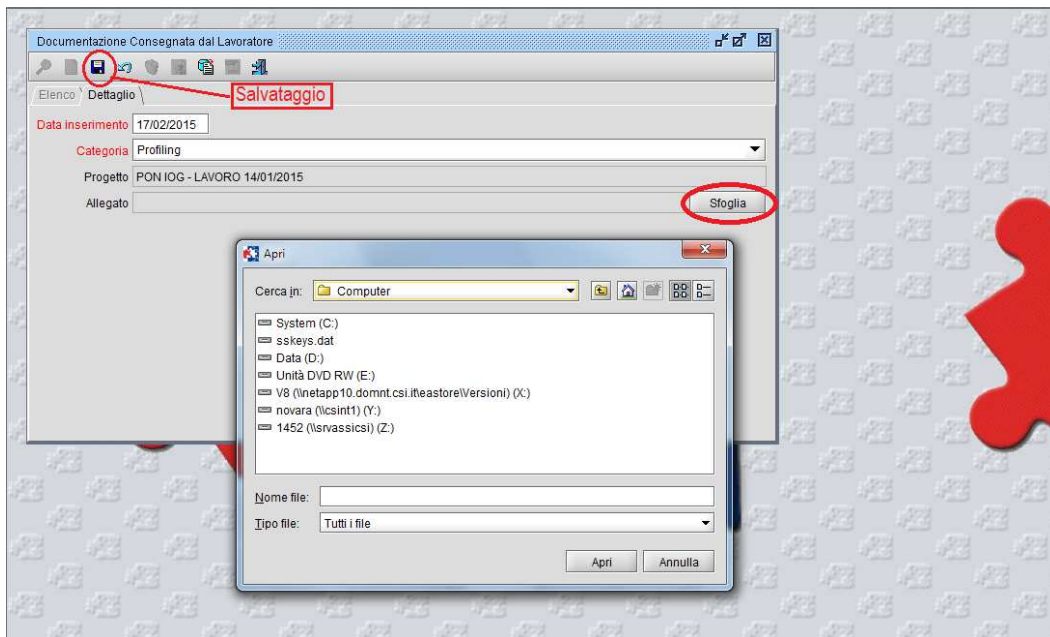 Documentazione Consegnata dal Lavoratore
Salvataggio
Elenco Dettaglio
Data inserimento 17/02/2015
Categoria Profiling
Progetto PON IOG - LAVORO 14/01/2015
Allegato Sfoglia
Apri
Cerca in: Computer
System (C:)
sskeys.dat
Data (D:)
Unità DVD RW (E:)
V8 (\\netapp10.domnt.csi.it\eastore\Versioni) (X:)
novara (\\csint1) (Y:)
1452 (\\srvassicsi) (Z:)
Nome file:
Tipo file: Tutti i file
Apri Annulla